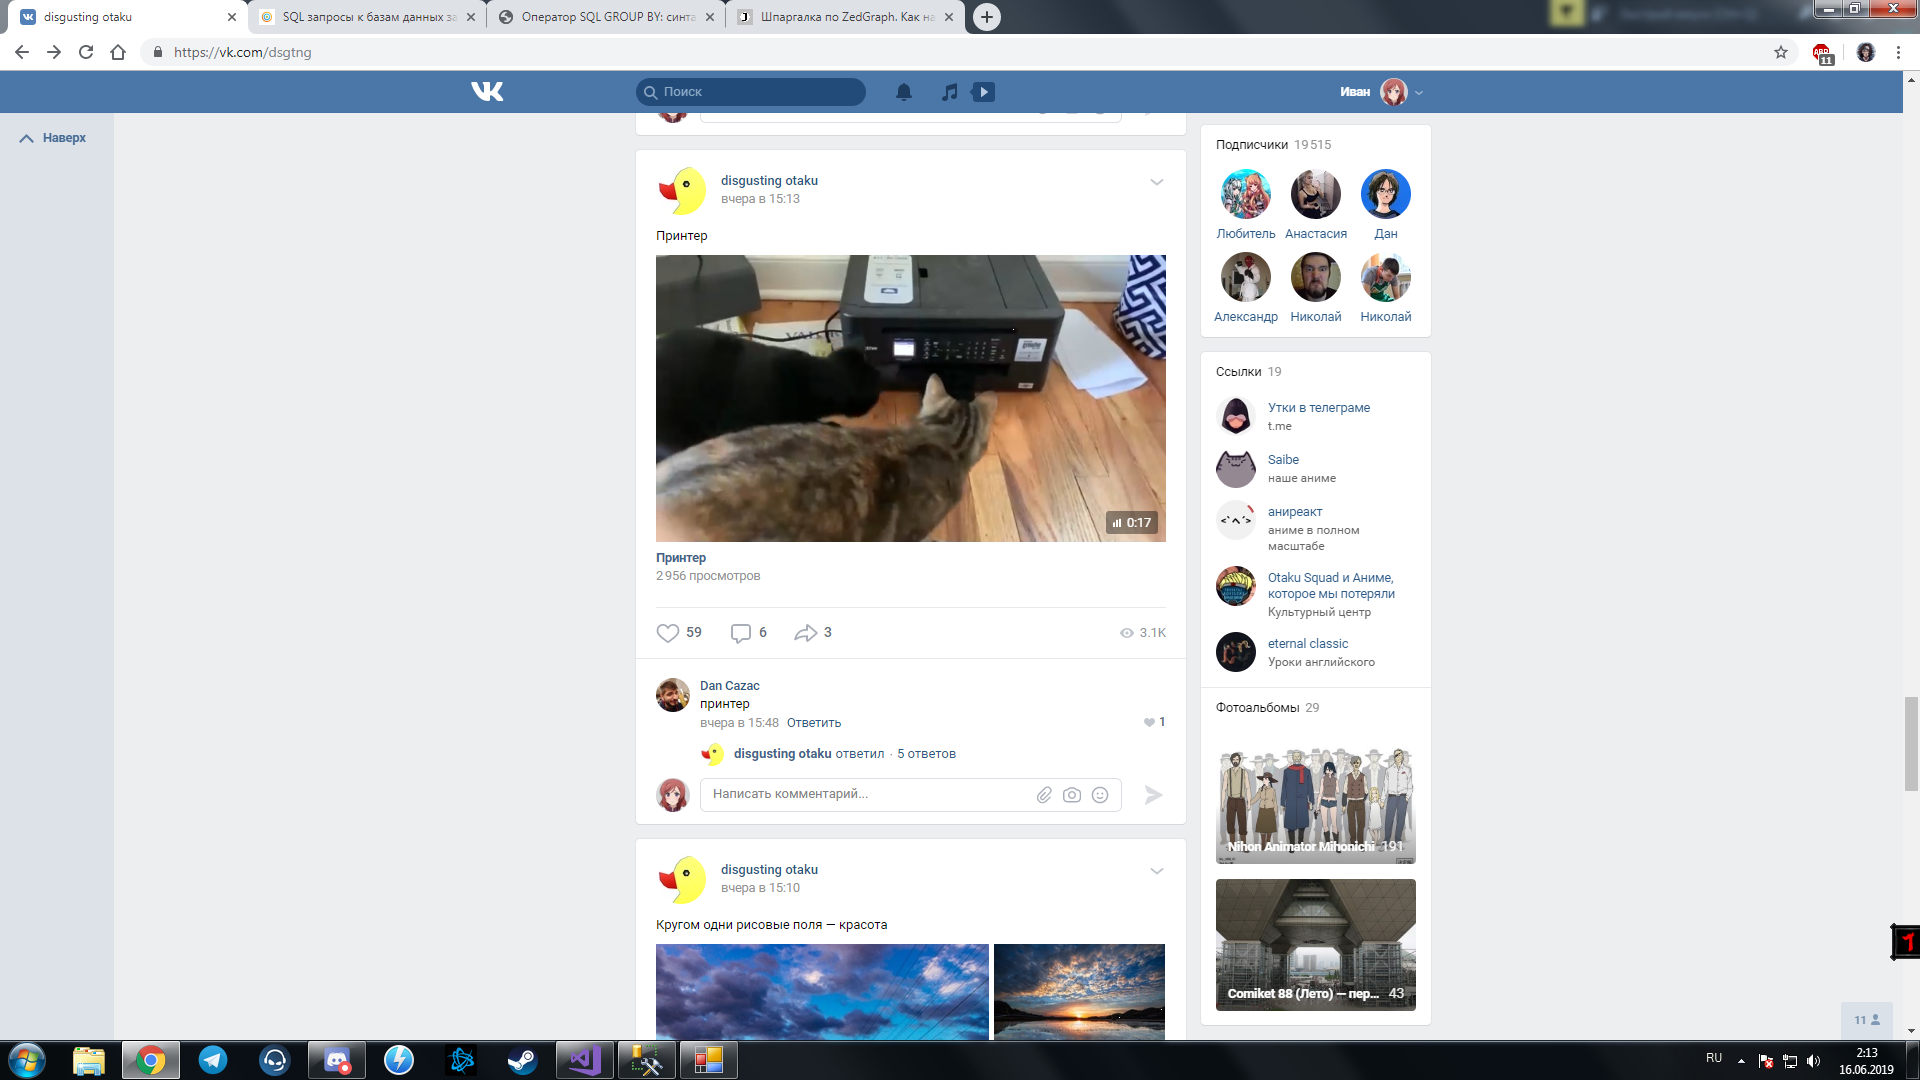 disgusting otaku
SQL запросы к базам данных за
Оператор SQL GROUP BY: синта
Шпаргалка по ZedGraph. Как на
https://vk.com/dsgtng
ABP
11
Поиск
Иван
Наверх
disgusting otaku
вчера в 15:13
Принтер
0:17
Принтер
2 956 просмотров
59
6
3
3.1K
Dan Cazac
принтер
вчера в 15:48 Ответить
1
disgusting otaku ответил · 5 ответов
Написать комментарий...
disgusting otaku
вчера в 15:10
Кругом одни рисовые поля — красота
Подписчики 19 515
Любитель
Анастасия
Дан
Александр
Николай
Николай
Ссылки 19
Утки в телеграме
t.me
Saibe
наше аниме
аниреакт
аниме в полном
масштабе
Otaku Squad и Аниме,
которое мы потеряли
Культурный центр
eternal classic
Уроки английского
Фотоальбомы 29
Nihon Animator Mihonichi 191
Comiket 88 (Лето) — пер... 43
11
RU
2:13
16.06.2019